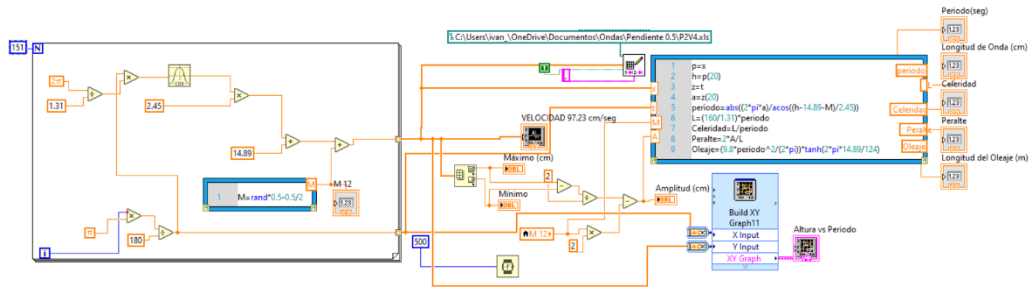 151
N
2π
1.31
COS
2.45
14.89
M
1 M=rand*0.5-0.5/2
M 12
π
180
i
C:\Users\ivan_\OneDrive\Documentos\Ondas\Pendiente 0.5\P2V4.xls
T
VELOCIDAD 97.23 cm/seg
Máximo (cm)
DBL
Mínimo
DBL
2
M 12
2
Amplitud (cm)
DBL
500
x
t
M
A
1 p=x
2 h=p(20)
3 z=t
4 a=z(20)
5 periodo=abs((2*pi*a)/acos((h-14.89-M)/2.45))
6 L=(160/1.31)*periodo
7 Celeridad=L/periodo
8 Peralte=2*A/L
9 Oleaje=(9.8*periodo^2/(2*pi))*tanh(2*pi*14.89/124)
periodo
L
Celeridad
Peralte
Oleaje
Periodo(seg)
Longitud de Onda (cm)
Celeridad
Peralte
Longitud del Oleaje (m)
Build XY
Graph11
X Input
Y Input
XY Graph
Altura vs Periodo